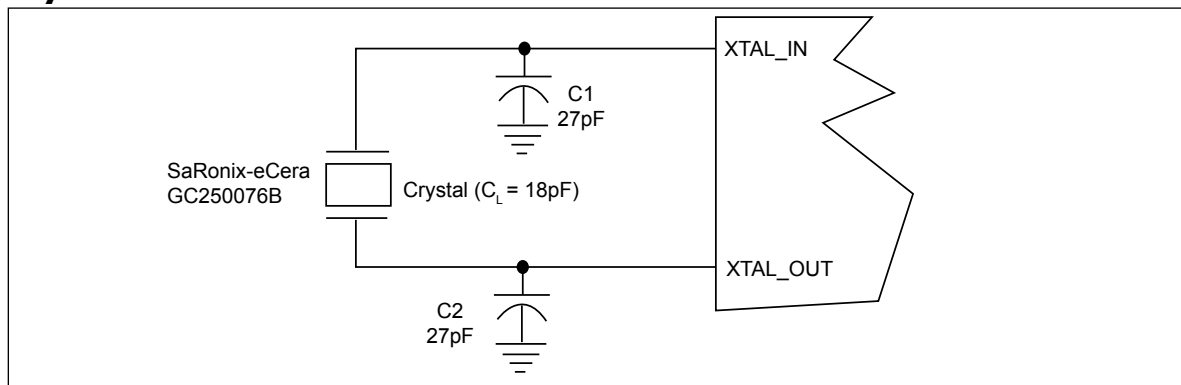 XTAL_IN
C1
27pF
SaRonix-eCera
GC250076B
Crystal (CL = 18pF)
XTAL_OUT
C2
27pF